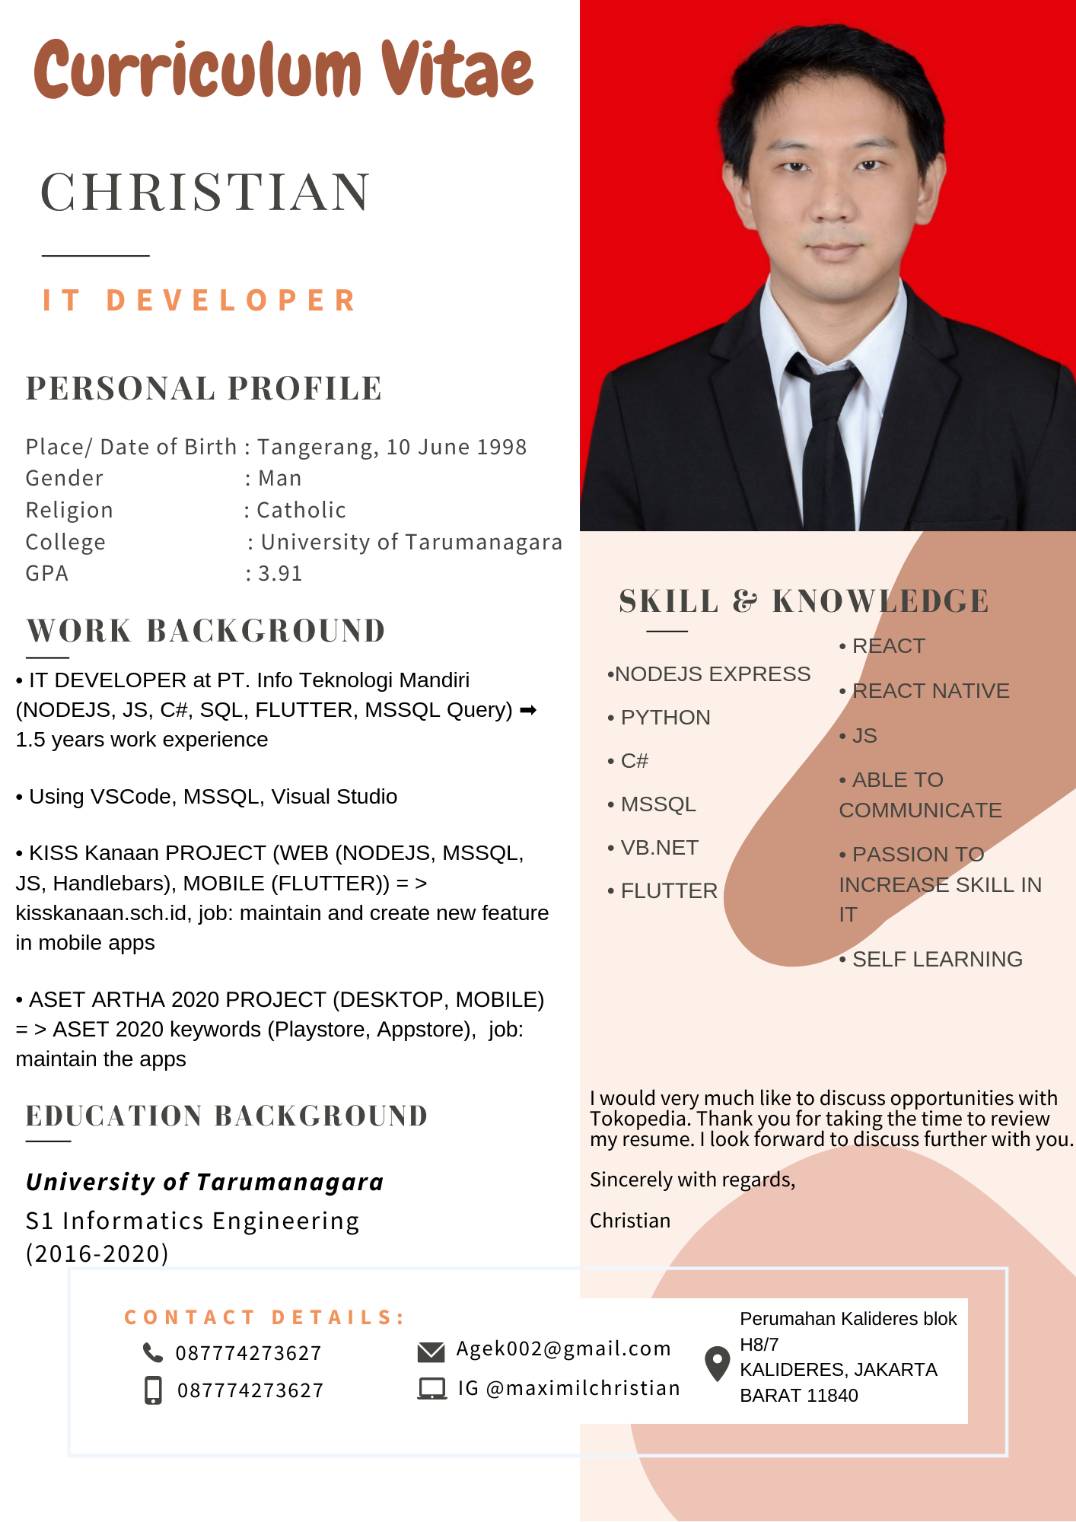 Curriculum Vitae
CHRISTIAN
IT DEVELOPER
PERSONAL PROFILE
Place/ Date of Birth : Tangerang, 10 June 1998
Gender : Man
Religion : Catholic
College : University of Tarumanagara
GPA : 3.91
WORK BACKGROUND
• IT DEVELOPER at PT. Info Teknologi Mandiri
(NODEJS, JS, C#, SQL, FLUTTER, MSSQL Query) ➡
1.5 years work experience
• Using VSCode, MSSQL, Visual Studio
• KISS Kanaan PROJECT (WEB (NODEJS, MSSQL,
JS, Handlebars), MOBILE (FLUTTER)) = >
kisskanaan.sch.id, job: maintain and create new feature
in mobile apps
• ASET ARTHA 2020 PROJECT (DESKTOP, MOBILE)
= > ASET 2020 keywords (Playstore, Appstore), job:
maintain the apps
EDUCATION BACKGROUND
University of Tarumanagara
S1 Informatics Engineering
(2016-2020)
SKILL & KNOWLEDGE
•NODEJS EXPRESS
• PYTHON
• C#
• MSSQL
• VB.NET
• FLUTTER
• REACT
• REACT NATIVE
• JS
• ABLE TO
COMMUNICATE
• PASSION TO
INCREASE SKILL IN
IT
• SELF LEARNING
I would very much like to discuss opportunities with
Tokopedia. Thank you for taking the time to review
my resume. I look forward to discuss further with you.
Sincerely with regards,
Christian
CONTACT DETAILS:
087774273627
087774273627
Agek002@gmail.com
IG @maximilchristian
Perumahan Kalideres blok
H8/7
KALIDERES, JAKARTA
BARAT 11840